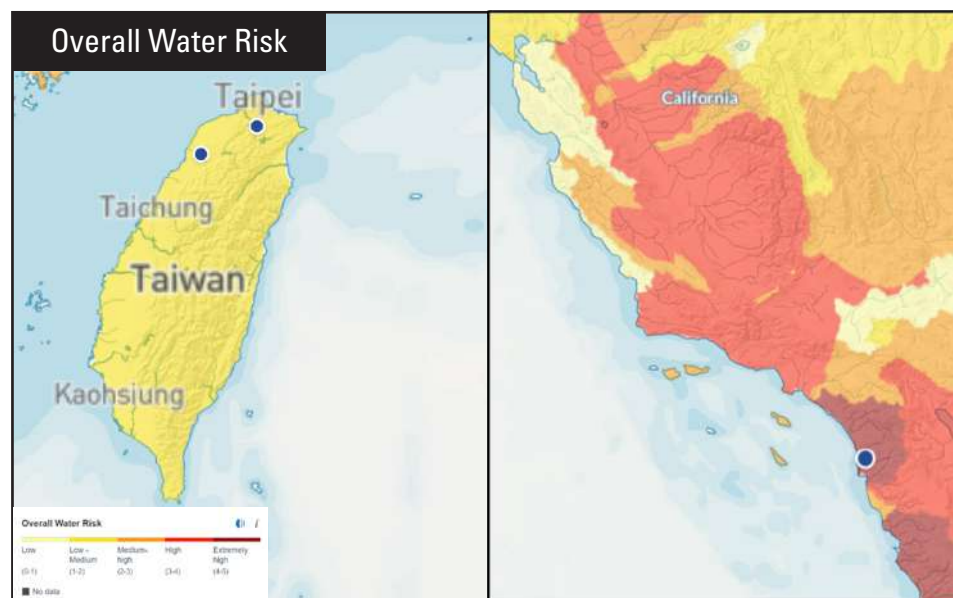 Overall Water Risk
Taipei
Taichung
Taiwan
Kaohsiung
California
Overall Water Risk i
Low Low - Medium Medium- high High Extremely high
(0-1) (1-2) (2-3) (3-4) (4-5)
No data